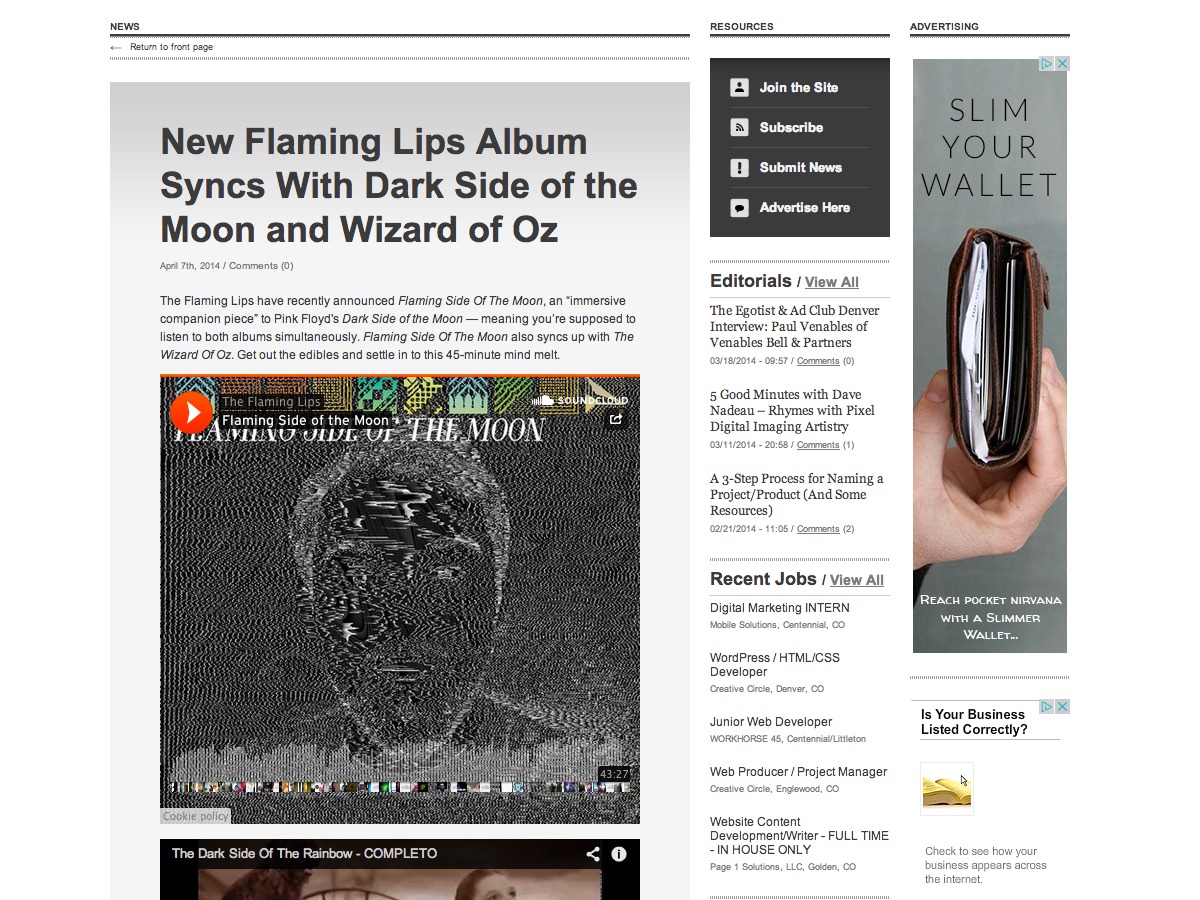 NEWS
← Return to front page
New Flaming Lips Album
Syncs With Dark Side of the
Moon and Wizard of Oz
April 7th, 2014 / Comments (0)
The Flaming Lips have recently announced Flaming Side Of The Moon, an “immersive
companion piece” to Pink Floyd's Dark Side of the Moon — meaning you're supposed to
listen to both albums simultaneously. Flaming Side Of The Moon also syncs up with The
Wizard Of Oz. Get out the edibles and settle in to this 45-minute mind melt.
The Flaming Lips
SOUNDCLOUD
Flaming Side of the Moon
FLAMING SIDE OF THE MOON
43:27
Cookie policy
The Dark Side Of The Rainbow - COMPLETO
RESOURCES
Join the Site
Subscribe
Submit News
Advertise Here
Editorials / View All
The Egotist & Ad Club Denver
Interview: Paul Venables of
Venables Bell & Partners
03/18/2014 - 09:57 / Comments (0)
5 Good Minutes with Dave
Nadeau – Rhymes with Pixel
Digital Imaging Artistry
03/11/2014 - 20:58 / Comments (1)
A 3-Step Process for Naming a
Project/Product (And Some
Resources)
02/21/2014 - 11:05 / Comments (2)
Recent Jobs / View All
Digital Marketing INTERN
Mobile Solutions, Centennial, CO
WordPress / HTML/CSS
Developer
Creative Circle, Denver, CO
Junior Web Developer
WORKHORSE 45, Centennial/Littleton
Web Producer / Project Manager
Creative Circle, Englewood, CO
Website Content
Development/Writer - FULL TIME
- IN HOUSE ONLY
Page 1 Solutions, LLC, Golden, CO
ADVERTISING
SLIM
YOUR
WALLET
Reach pocket nirvana
with a Slimmer
Wallet...
Is Your Business
Listed Correctly?
Check to see how your
business appears across
the internet.